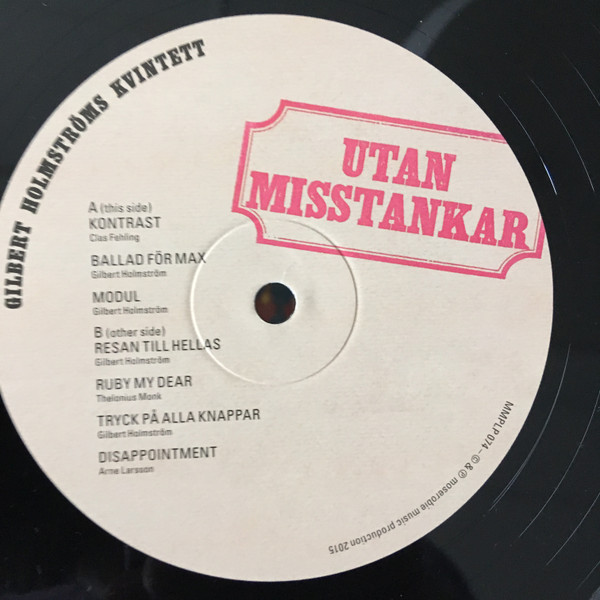 GILBERT HOLMSTRÖMS KVINTETT
UTAN
MISSTANKAR
A (this side)
KONTRAST
Clas Fehling
BALLAD FÖR MAX
Gilbert Holmström
MODUL
Gilbert Holmström
B (other side)
RESAN TILL HELLAS
Gilbert Holmström
RUBY MY DEAR
Thelonius Monk
TRYCK PÅ ALLA KNAPPAR
Gilbert Holmström
DISAPPOINTMENT
Arne Larsson
MMPLP074 – © & ℗ moserobie music production 2015